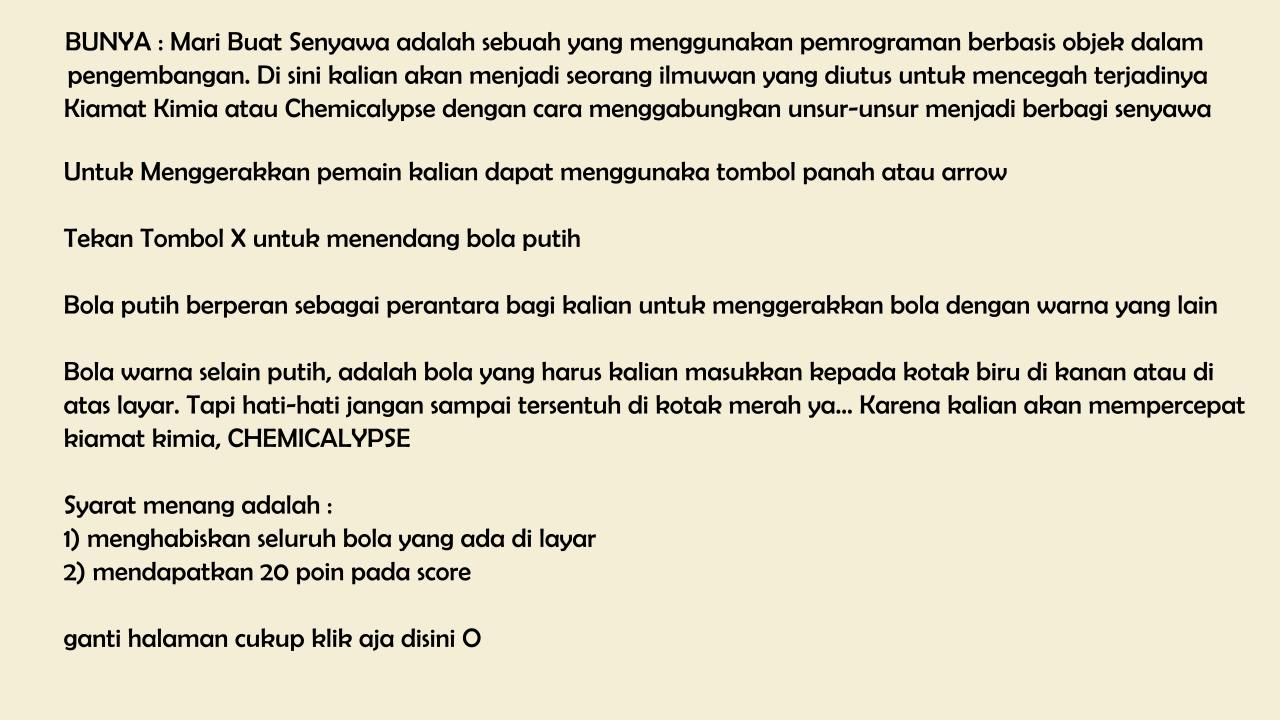 BUNYA : Mari Buat Senyawa adalah sebuah yang menggunakan pemrograman berbasis objek dalam
pengembangan. Di sini kalian akan menjadi seorang ilmuwan yang diutus untuk mencegah terjadinya
Kiamat Kimia atau Chemicalypse dengan cara menggabungkan unsur-unsur menjadi berbagi senyawa
Untuk Menggerakkan pemain kalian dapat menggunaka tombol panah atau arrow
Tekan Tombol X untuk menendang bola putih
Bola putih berperan sebagai perantara bagi kalian untuk menggerakkan bola dengan warna yang lain
Bola warna selain putih, adalah bola yang harus kalian masukkan kepada kotak biru di kanan atau di
atas layar. Tapi hati-hati jangan sampai tersentuh di kotak merah ya... Karena kalian akan mempercepat
kiamat kimia, CHEMICALYPSE
Syarat menang adalah :
1) menghabiskan seluruh bola yang ada di layar
2) mendapatkan 20 poin pada score
ganti halaman cukup klik aja disini O